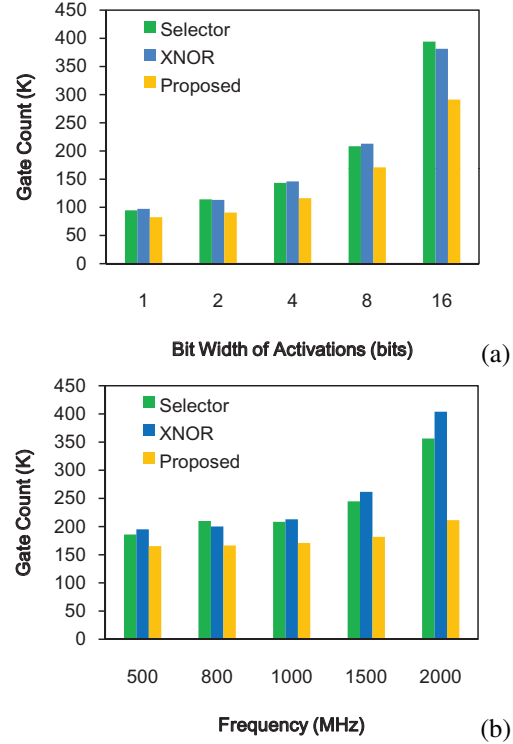 450
400
350
300
250
200
150
100
50
0
Gate Count (K)
Selector
XNOR
Proposed
1 2 4 8 16
Bit Width of Activations (bits)
(a)
450
400
350
300
250
200
150
100
50
0
Gate Count (K)
Selector
XNOR
Proposed
500 800 1000 1500 2000
Frequency (MHz)
(b)